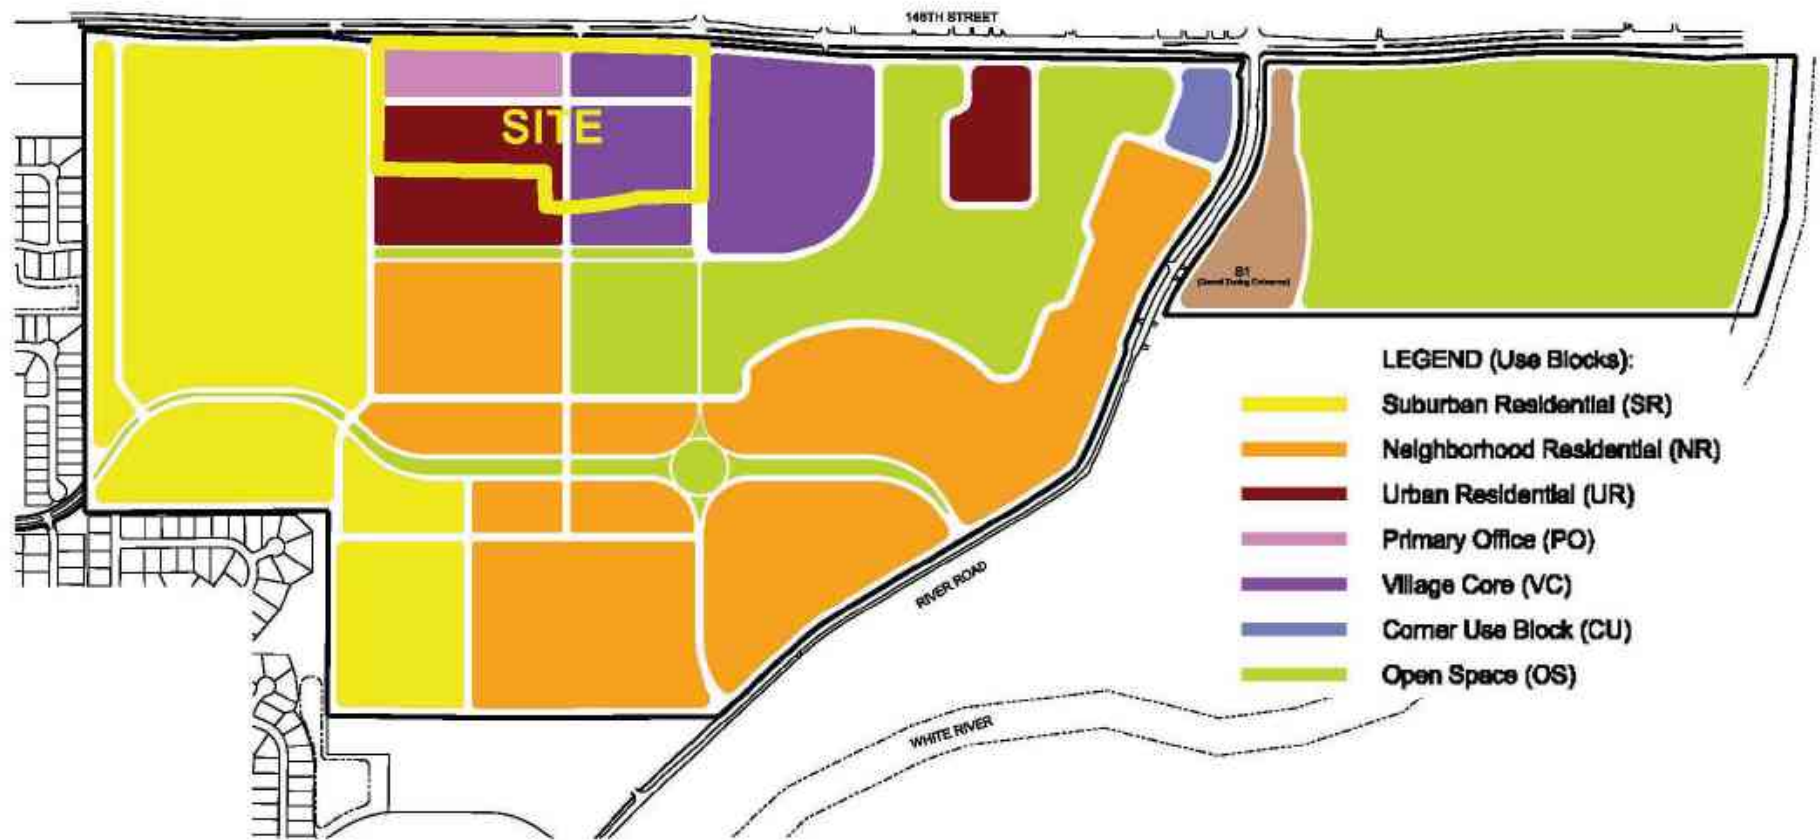 146TH STREET
SITE
B1
RIVER ROAD
WHITE RIVER
LEGEND (Use Blocks):
Suburban Residential (SR)
Neighborhood Residential (NR)
Urban Residential (UR)
Primary Office (PO)
Village Core (VC)
Corner Use Block (CU)
Open Space (OS)